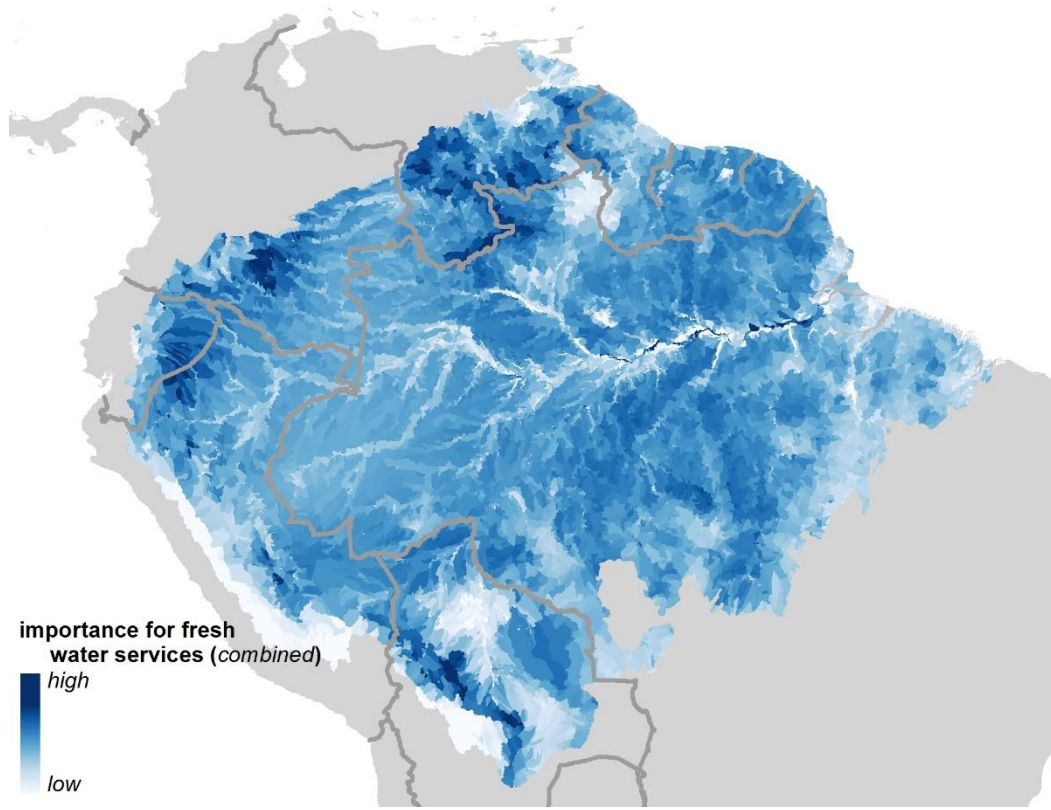 importance for fresh
water services (combined)
high
low